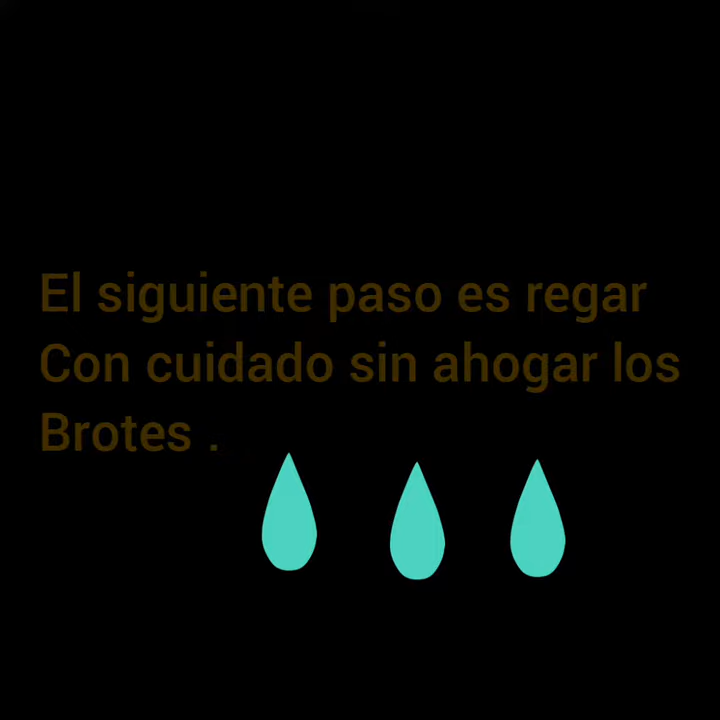 El siguiente paso es regar
Con cuidado sin ahogar los
Brotes .